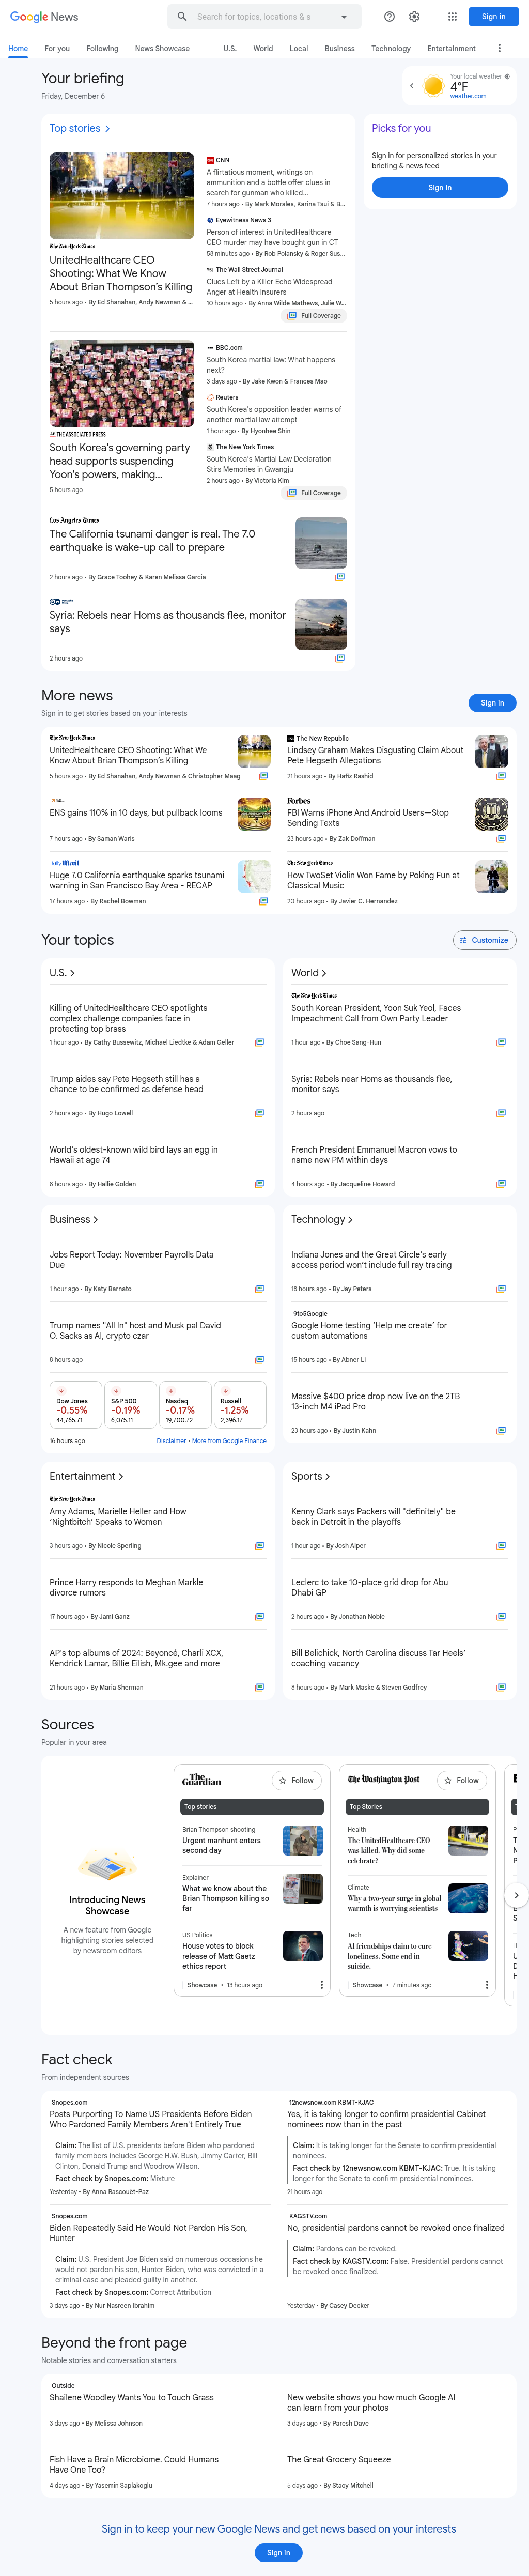 Google News
Search for topics, locations & s
Sign in
Home
For you
Following
News Showcase
U.S.
World
Local
Business
Technology
Entertainment
Your briefing
Friday, December 6
Your local weather
4°F
weather.com
Top stories
The New York Times
UnitedHealthcare CEO
Shooting: What We Know
About Brian Thompson's Killing
5 hours ago • By Ed Shanahan, Andy Newman & ...
CNN
A flirtatious moment, writings on
ammunition and a bottle offer clues in
search for gunman who killed...
7 hours ago • By Mark Morales, Karina Tsui & B...
Eyewitness News 3
Person of interest in UnitedHealthcare
CEO murder may have bought gun in CT
58 minutes ago • By Rob Polansky & Roger Sus...
The Wall Street Journal
Clues Left by a Killer Echo Widespread
Anger at Health Insurers
10 hours ago • By Anna Wilde Mathews, Julie W...
Full Coverage
Picks for you
Sign in for personalized stories in your
briefing & news feed
Sign in
AP THE ASSOCIATED PRESS
South Korea's governing party
head supports suspending
Yoon's powers, making...
5 hours ago
BBC.com
South Korea martial law: What happens
next?
3 days ago • By Jake Kwon & Frances Mao
Reuters
South Korea's opposition leader warns of
another martial law attempt
1 hour ago • By Hyonhee Shin
The New York Times
South Korea's Martial Law Declaration
Stirs Memories in Gwangju
2 hours ago • By Victoria Kim
Full Coverage
Los Angeles Times
The California tsunami danger is real. The 7.0
earthquake is wake-up call to prepare
2 hours ago • By Grace Toohey & Karen Melissa Garcia
Syria: Rebels near Homs as thousands flee, monitor
says
2 hours ago
More news
Sign in to get stories based on your interests
Sign in
The New York Times
UnitedHealthcare CEO Shooting: What We
Know About Brian Thompson's Killing
5 hours ago • By Ed Shanahan, Andy Newman & Christopher Maag
The New Republic
Lindsey Graham Makes Disgusting Claim About
Pete Hegseth Allegations
21 hours ago • By Hafiz Rashid
ENS gains 110% in 10 days, but pullback looms
7 hours ago • By Saman Waris
Forbes
FBI Warns iPhone And Android Users—Stop
Sending Texts
23 hours ago • By Zak Doffman
Daily Mail
Huge 7.0 California earthquake sparks tsunami
warning in San Francisco Bay Area - RECAP
17 hours ago • By Rachel Bowman
The New York Times
How TwoSet Violin Won Fame by Poking Fun at
Classical Music
20 hours ago • By Javier C. Hernandez
Your topics
Customize
U.S.
Killing of UnitedHealthcare CEO spotlights
complex challenge companies face in
protecting top brass
1 hour ago • By Cathy Bussewitz, Michael Liedtke & Adam Geller
Trump aides say Pete Hegseth still has a
chance to be confirmed as defense head
2 hours ago • By Hugo Lowell
World's oldest-known wild bird lays an egg in
Hawaii at age 74
8 hours ago • By Hallie Golden
World
The New York Times
South Korean President, Yoon Suk Yeol, Faces
Impeachment Call from Own Party Leader
1 hour ago • By Choe Sang-Hun
Syria: Rebels near Homs as thousands flee,
monitor says
2 hours ago
French President Emmanuel Macron vows to
name new PM within days
4 hours ago • By Jacqueline Howard
Business
Jobs Report Today: November Payrolls Data
Due
1 hour ago • By Katy Barnato
Trump names "All In" host and Musk pal David
O. Sacks as AI, crypto czar
8 hours ago
Dow Jones
-0.55%
44,765.71
S&P 500
-0.19%
6,075.11
Nasdaq
-0.17%
19,700.72
Russell
-1.25%
2,396.17
16 hours ago
Disclaimer • More from Google Finance
Technology
Indiana Jones and the Great Circle's early
access period won't include full ray tracing
18 hours ago • By Jay Peters
9to5Google
Google Home testing 'Help me create' for
custom automations
15 hours ago • By Abner Li
Massive $400 price drop now live on the 2TB
13-inch M4 iPad Pro
23 hours ago • By Justin Kahn
Entertainment
The New York Times
Amy Adams, Marielle Heller and How
'Nightbitch' Speaks to Women
3 hours ago • By Nicole Sperling
Prince Harry responds to Meghan Markle
divorce rumors
17 hours ago • By Jami Ganz
AP's top albums of 2024: Beyoncé, Charli XCX,
Kendrick Lamar, Billie Eilish, Mk.gee and more
21 hours ago • By Maria Sherman
Sports
Kenny Clark says Packers will "definitely" be
back in Detroit in the playoffs
1 hour ago • By Josh Alper
Leclerc to take 10-place grid drop for Abu
Dhabi GP
2 hours ago • By Jonathan Noble
Bill Belichick, North Carolina discuss Tar Heels'
coaching vacancy
8 hours ago • By Mark Maske & Steven Godfrey
Sources
Popular in your area
Introducing News
Showcase
A new feature from Google
highlighting stories selected
by newsroom editors
The Guardian
Follow
Top stories
Brian Thompson shooting
Urgent manhunt enters
second day
Explainer
What we know about the
Brian Thompson killing so
far
US Politics
House votes to block
release of Matt Gaetz
ethics report
Showcase • 13 hours ago
The Washington Post
Follow
Top Stories
Health
The UnitedHealthcare CEO
was killed. Why did some
celebrate?
Climate
Why a two-year surge in global
warmth is worrying scientists
Tech
AI friendships claim to cure
loneliness. Some end in
suicide.
Showcase • 7 minutes ago
Fact check
From independent sources
Snopes.com
Posts Purporting To Name US Presidents Before Biden
Who Pardoned Family Members Aren't Entirely True
Claim: The list of U.S. presidents before Biden who pardoned
family members includes George H.W. Bush, Jimmy Carter, Bill
Clinton, Donald Trump and Woodrow Wilson.
Fact check by Snopes.com: Mixture
Yesterday • By Anna Rascouët-Paz
12newsnow.com KBMT-KJAC
Yes, it is taking longer to confirm presidential Cabinet
nominees now than in the past
Claim: It is taking longer for the Senate to confirm presidential
nominees.
Fact check by 12newsnow.com KBMT-KJAC: True. It is taking
longer for the Senate to confirm presidential nominees.
21 hours ago
Snopes.com
Biden Repeatedly Said He Would Not Pardon His Son,
Hunter
Claim: U.S. President Joe Biden said on numerous occasions he
would not pardon his son, Hunter Biden, who was convicted in a
criminal case and pleaded guilty in another.
Fact check by Snopes.com: Correct Attribution
3 days ago • By Nur Nasreen Ibrahim
KAGSTV.com
No, presidential pardons cannot be revoked once finalized
Claim: Pardons can be revoked.
Fact check by KAGSTV.com: False. Presidential pardons cannot
be revoked once finalized.
Yesterday • By Casey Decker
Beyond the front page
Notable stories and conversation starters
Outside
Shailene Woodley Wants You to Touch Grass
3 days ago • By Melissa Johnson
New website shows you how much Google AI
can learn from your photos
3 days ago • By Paresh Dave
Fish Have a Brain Microbiome. Could Humans
Have One Too?
4 days ago • By Yasemin Saplakoglu
The Great Grocery Squeeze
5 days ago • By Stacy Mitchell
Sign in to keep your new Google News and get news based on your interests
Sign in